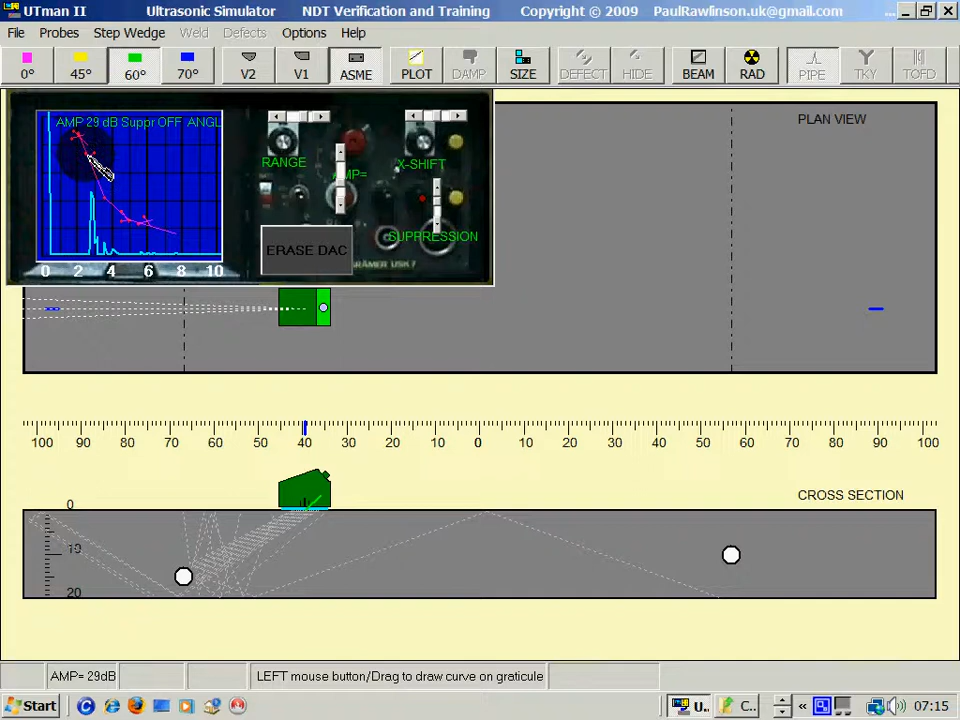 UTman II Ultrasonic Simulator NDT Verification and Training Copyright © 2009 PaulRawlinson.uk@gmail.com ...
File Probes Step Wedge Weld Defects Options Help
0° 45° 60° 70° V2 V1 ASME PLOT DAMP SIZE DEFECT HIDE BEAM RAD PIPE TKY TOFD
AMP 29 dB Suppr OFF ANGL
RANGE
AMP=
X-SHIFT
SUPPRESSION
ERASE DAC
KRÄMER USK7
0 2 4 6 8 10
PLAN VIEW
100 90 80 70 60 50 40 30 20 10 0 10 20 30 40 50 60 70 80 90 100
CROSS SECTION
0
10
20
AMP= 29dB LEFT mouse button/Drag to draw curve on graticule
Start U.. C.. « 07:15